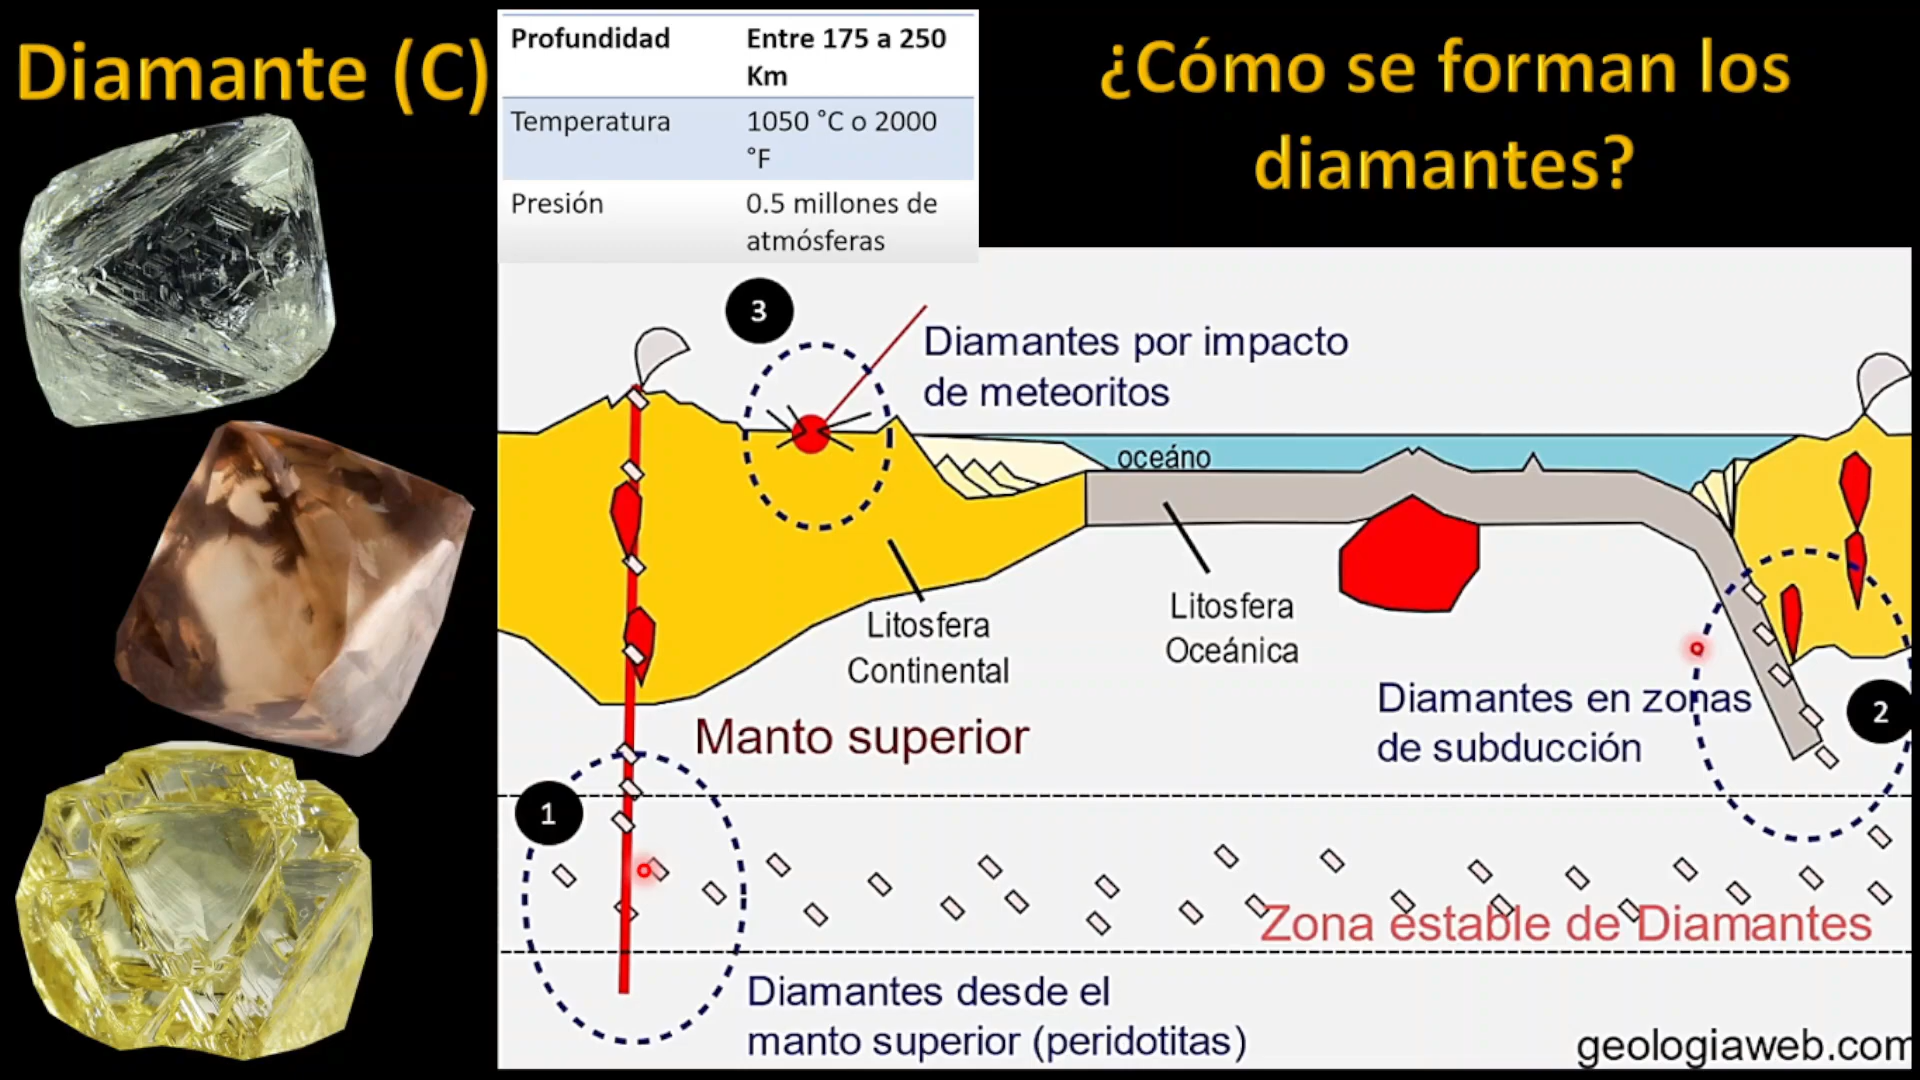 Diamante (C)
Profundidad
Entre 175 a 250
Km
Temperatura
1050 °C o 2000
°F
Presión
0.5 millones de
atmósferas
¿Cómo se forman los
diamantes?
3
Diamantes por impacto
de meteoritos
oceáno
Litosfera
Continental
Litosfera
Oceánica
Manto superior
Diamantes en zonas
de subducción
2
1
Zona estable de Diamantes
Diamantes desde el
manto superior (peridotitas)
geologiaweb.com